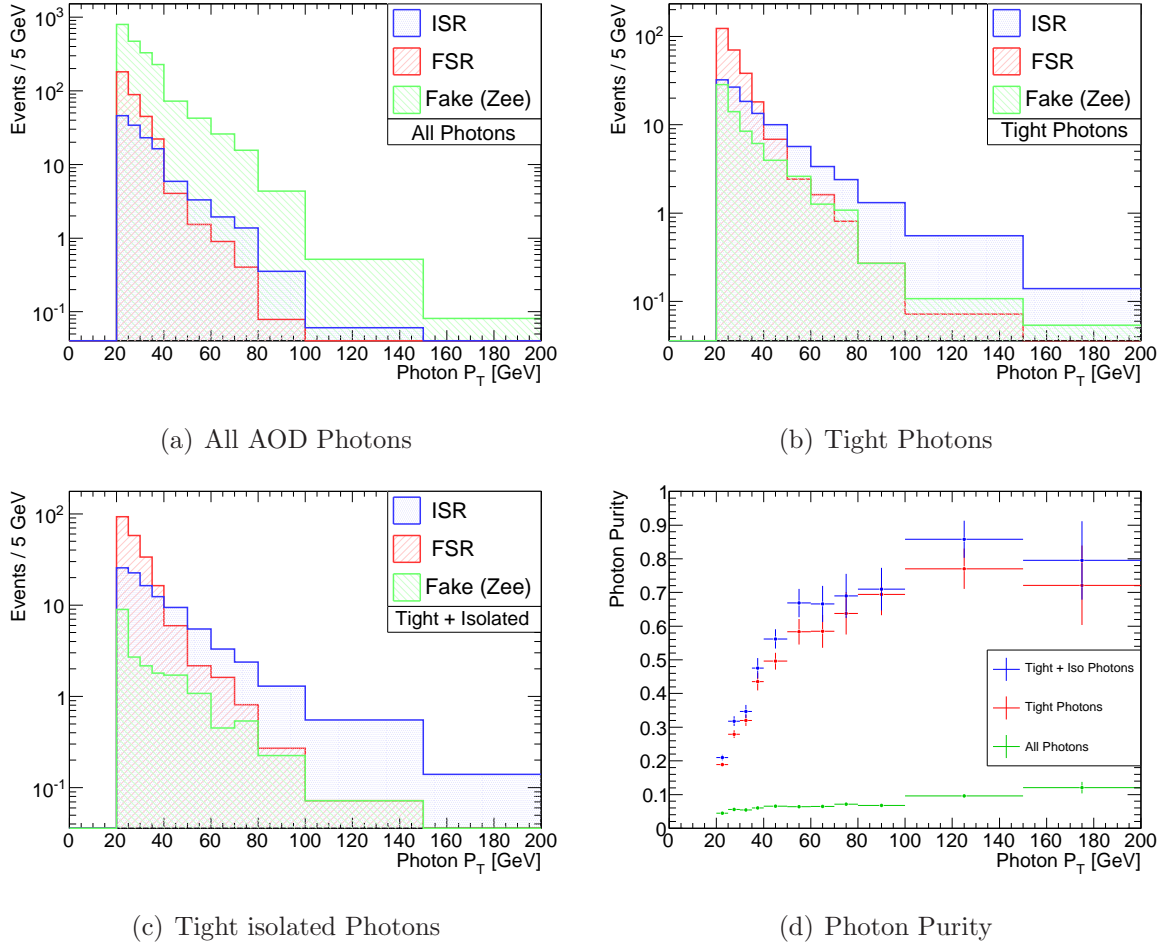 Events / 5 GeV
10³
10²
10
1
10⁻¹
ISR
FSR
Fake (Zee)
All Photons
0 20 40 60 80 100 120 140 160 180 200
Photon P_T [GeV]
(a) All AOD Photons
Events / 5 GeV
10²
10
1
10⁻¹
ISR
FSR
Fake (Zee)
Tight Photons
0 20 40 60 80 100 120 140 160 180 200
Photon P_T [GeV]
(b) Tight Photons
Events / 5 GeV
10²
10
1
10⁻¹
ISR
FSR
Fake (Zee)
Tight + Isolated
0 20 40 60 80 100 120 140 160 180 200
Photon P_T [GeV]
(c) Tight isolated Photons
Photon Purity
1
0.9
0.8
0.7
0.6
0.5
0.4
0.3
0.2
0.1
0
Tight + Iso Photons
Tight Photons
All Photons
0 20 40 60 80 100 120 140 160 180 200
Photon P_T [GeV]
(d) Photon Purity